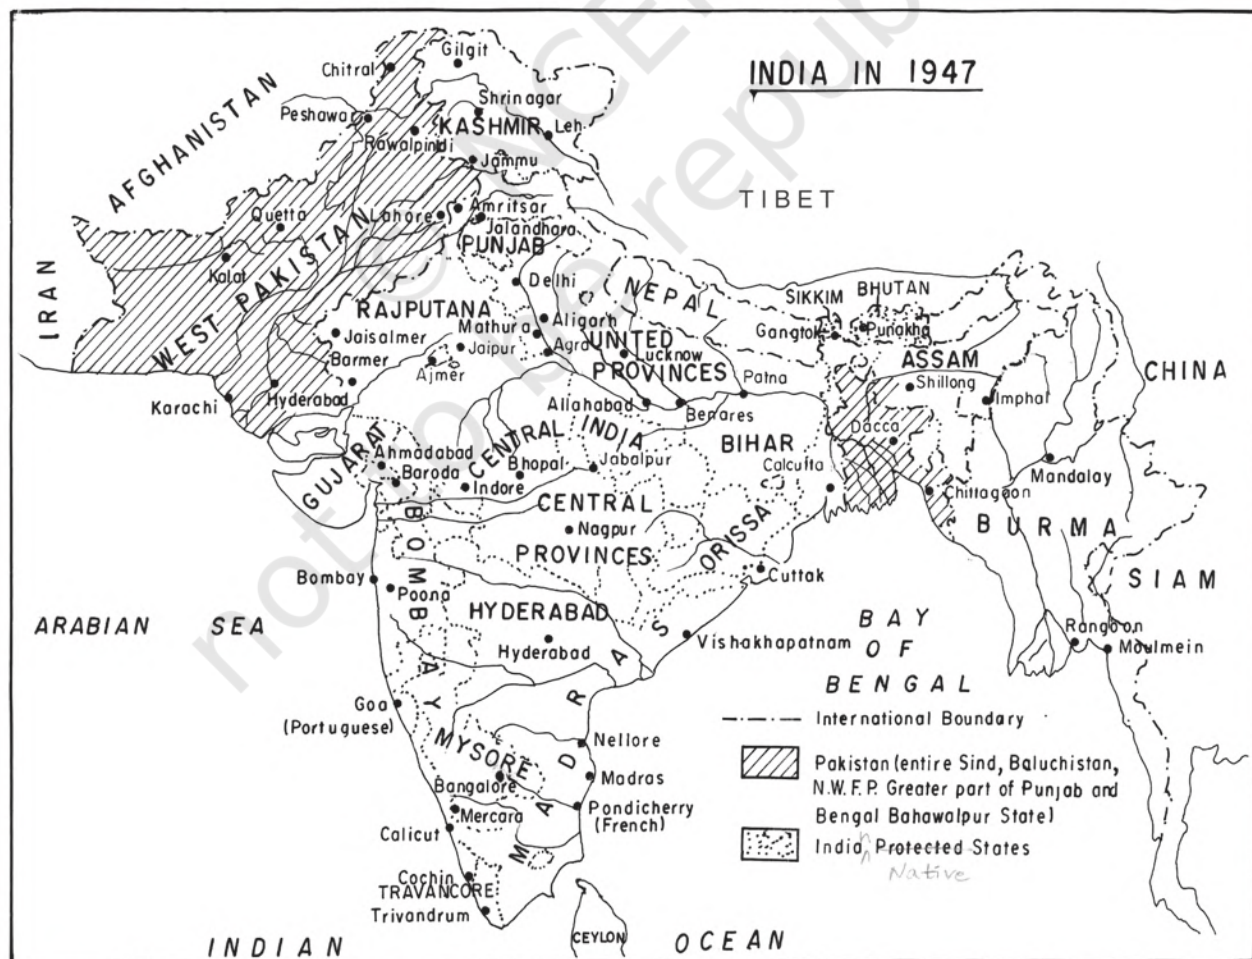 INDIA IN 1947
Gilgit
Chitral
Shrinagar
Peshawar
KASHMIR
Leh
Rawalpindi
Jammu
AFGHANISTAN
TIBET
Quetta
Lahore
Amritsar
Jalandhara
PUNJAB
Kalat
WEST PAKISTAN
IRAN
Delhi
NEPAL
SIKKIM
BHUTAN
RAJPUTANA
Mathura
Aligarh
Gangtok
Punakha
Jaisalmer
Jaipur
Agra
UNITED
Lucknow
PROVINCES
ASSAM
CHINA
Barmer
Ajmer
Patna
Shillong
Imphal
Karachi
Hyderabad
Allahabad
Benares
Dacca
GUJARAT
Ahmadabad
CENTRAL INDIA
BIHAR
Baroda
Bhopal
Jabalpur
Calcutta
Mandalay
Indore
Chittagoon
CENTRAL
Nagpur
PROVINCES
ORISSA
BURMA
BOMBAY
Bombay
Poona
Cuttak
SIAM
HYDERABAD
Hyderabad
Vishakhapatnam
ARABIAN SEA
BAY
OF
BENGAL
Rangoon
Moulmein
Goa
(Portuguese)
MADRAS
MYSORE
Nellore
Bangalore
Madras
Mercara
Pondicherry
(French)
Calicut
Cochin
TRAVANCORE
Trivandrum
CEYLON
INDIAN OCEAN
International Boundary
Pakistan (entire Sind, Baluchistan,
N.W.F.P. Greater part of Punjab and
Bengal Bahawalpur State)
India Protected States
n
Native
© NCERT
not to be republ